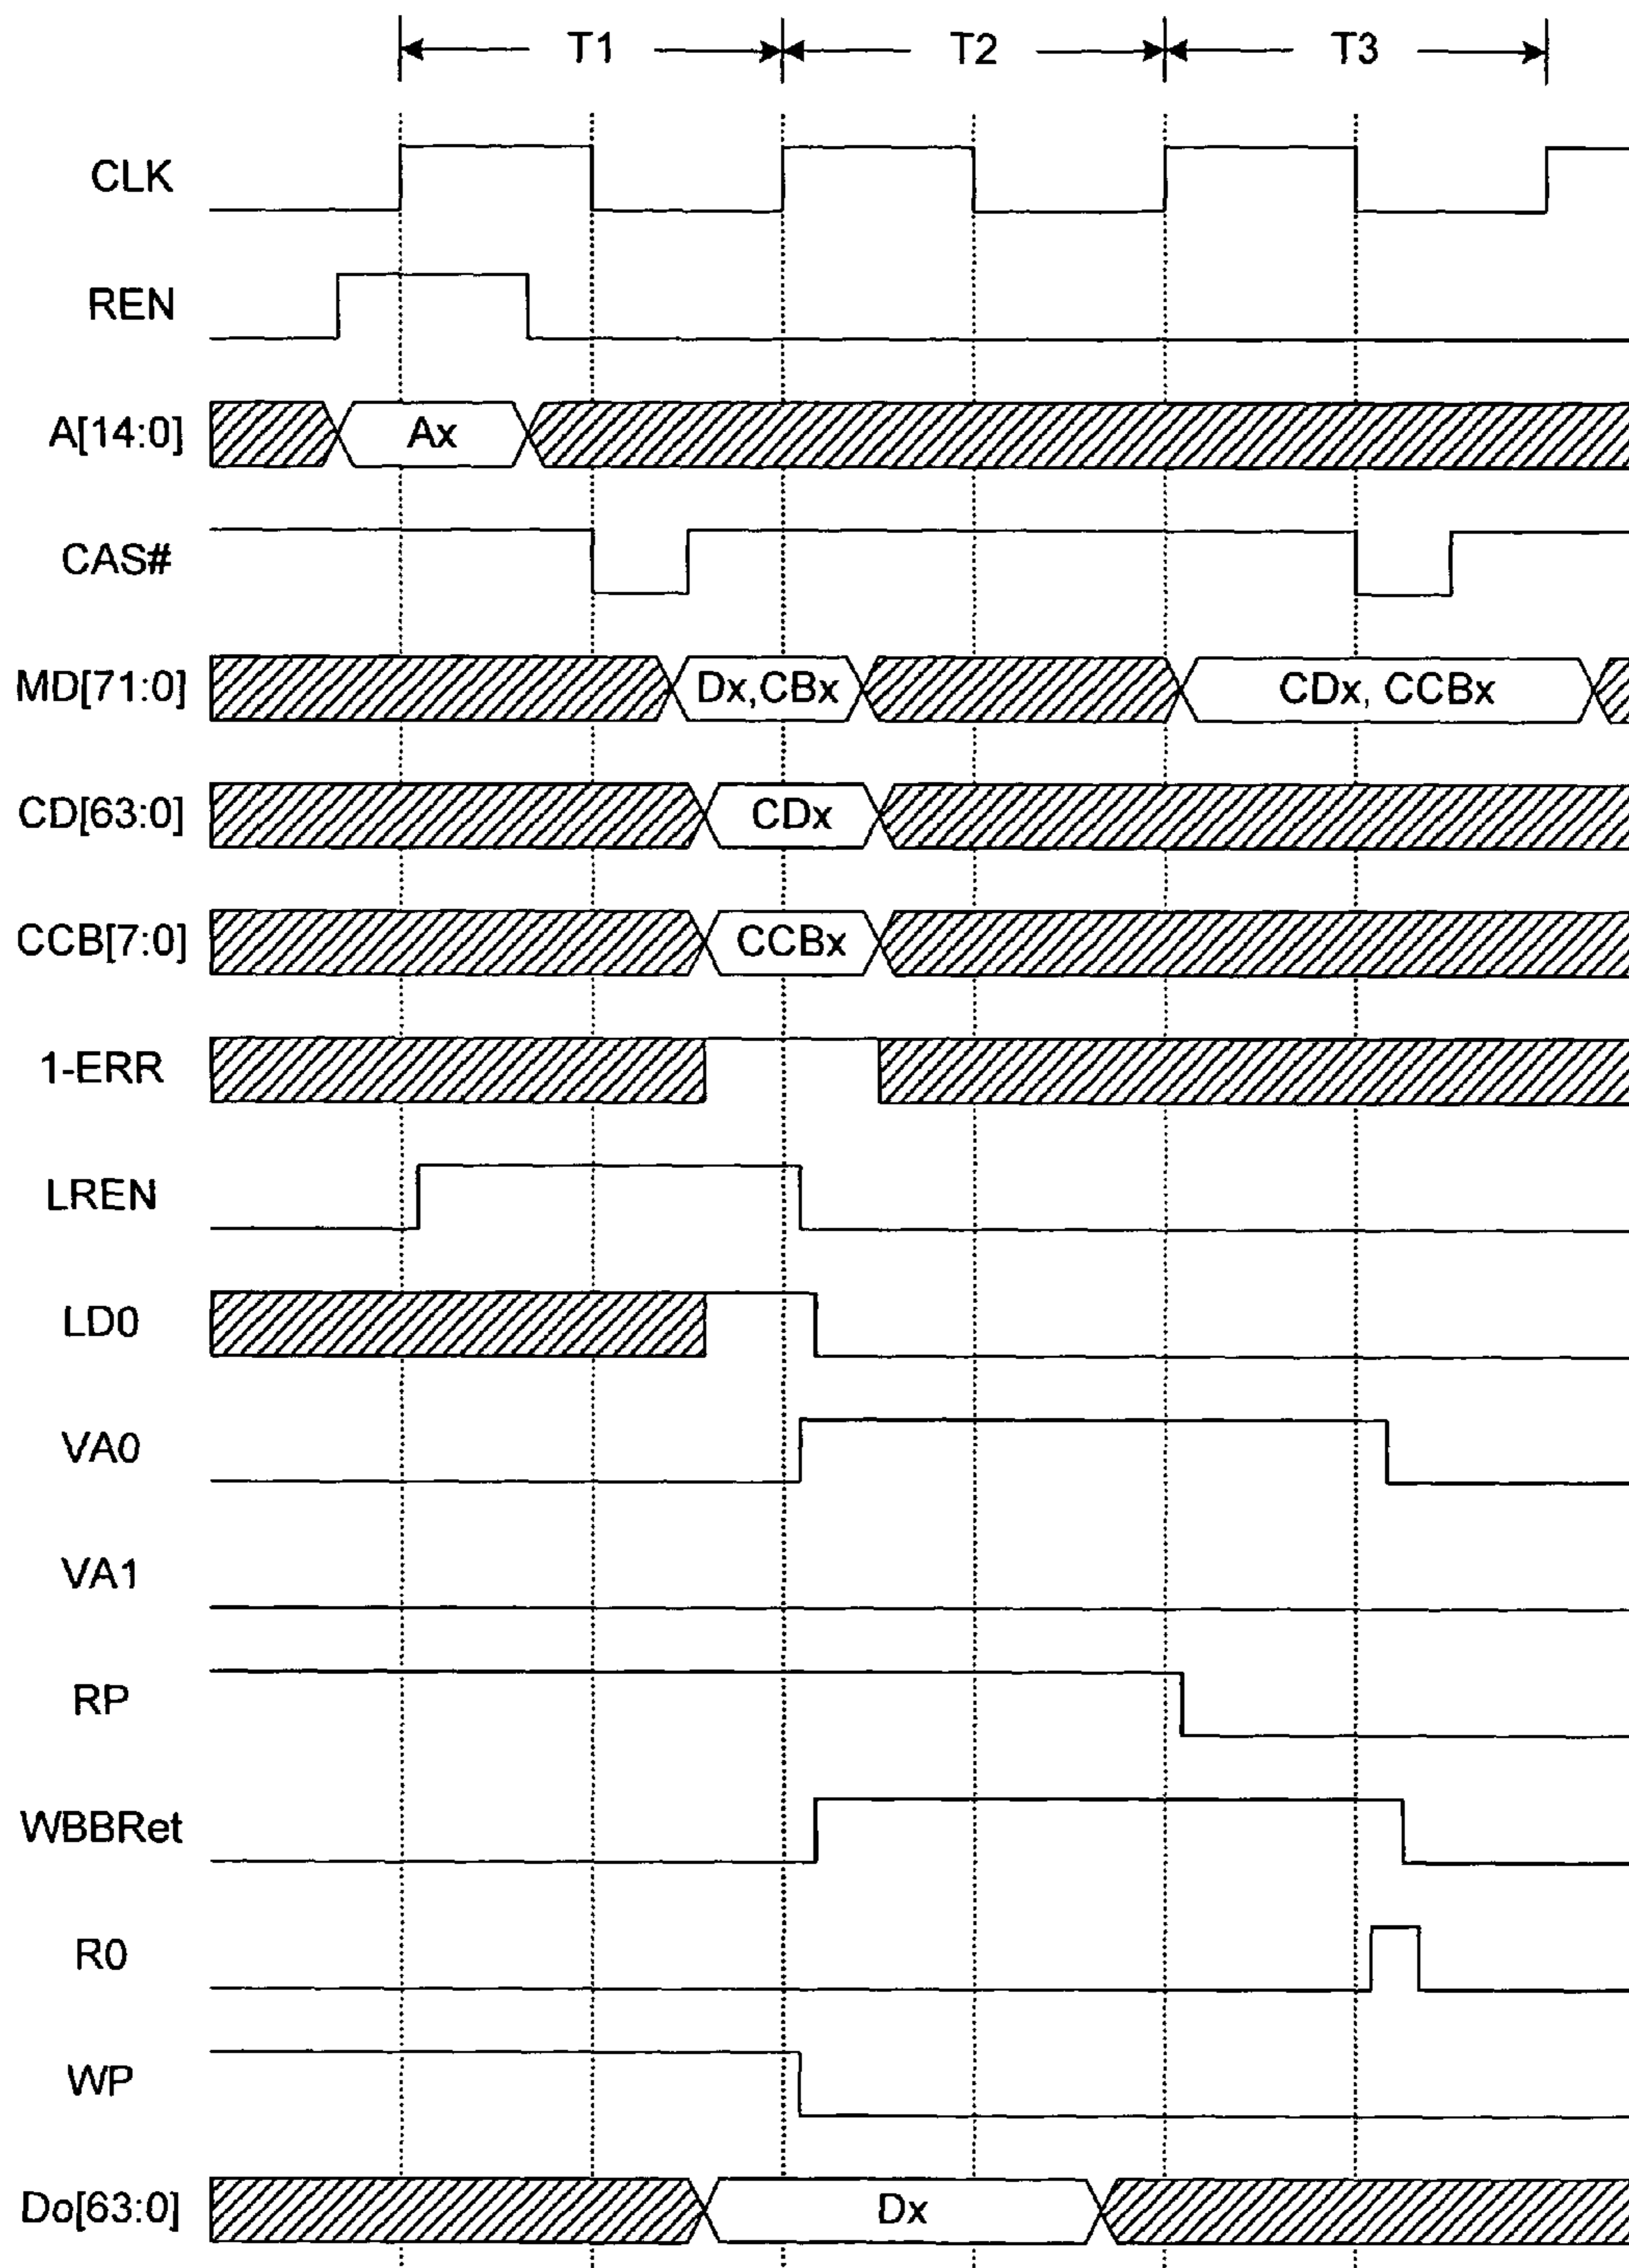 T1 T2 T3
CLK
REN
A[14:0] Ax
CAS#
MD[71:0] Dx,CBx CDx, CCBx
CD[63:0] CDx
CCB[7:0] CCBx
1-ERR
LREN
LD0
VA0
VA1
RP
WBBRet
R0
WP
Do[63:0] Dx